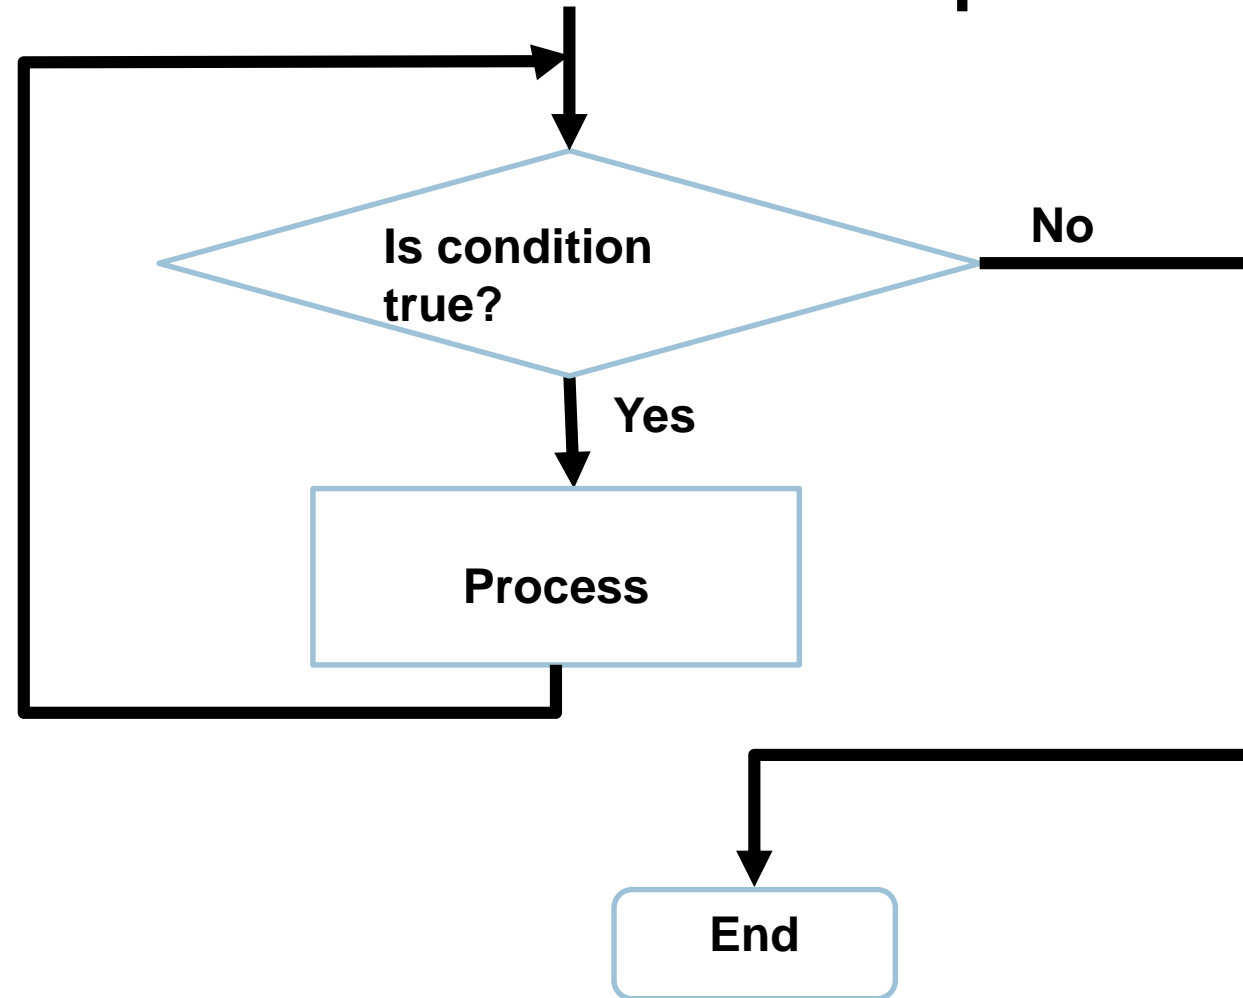 No
Is condition
true?
Yes
Process
End